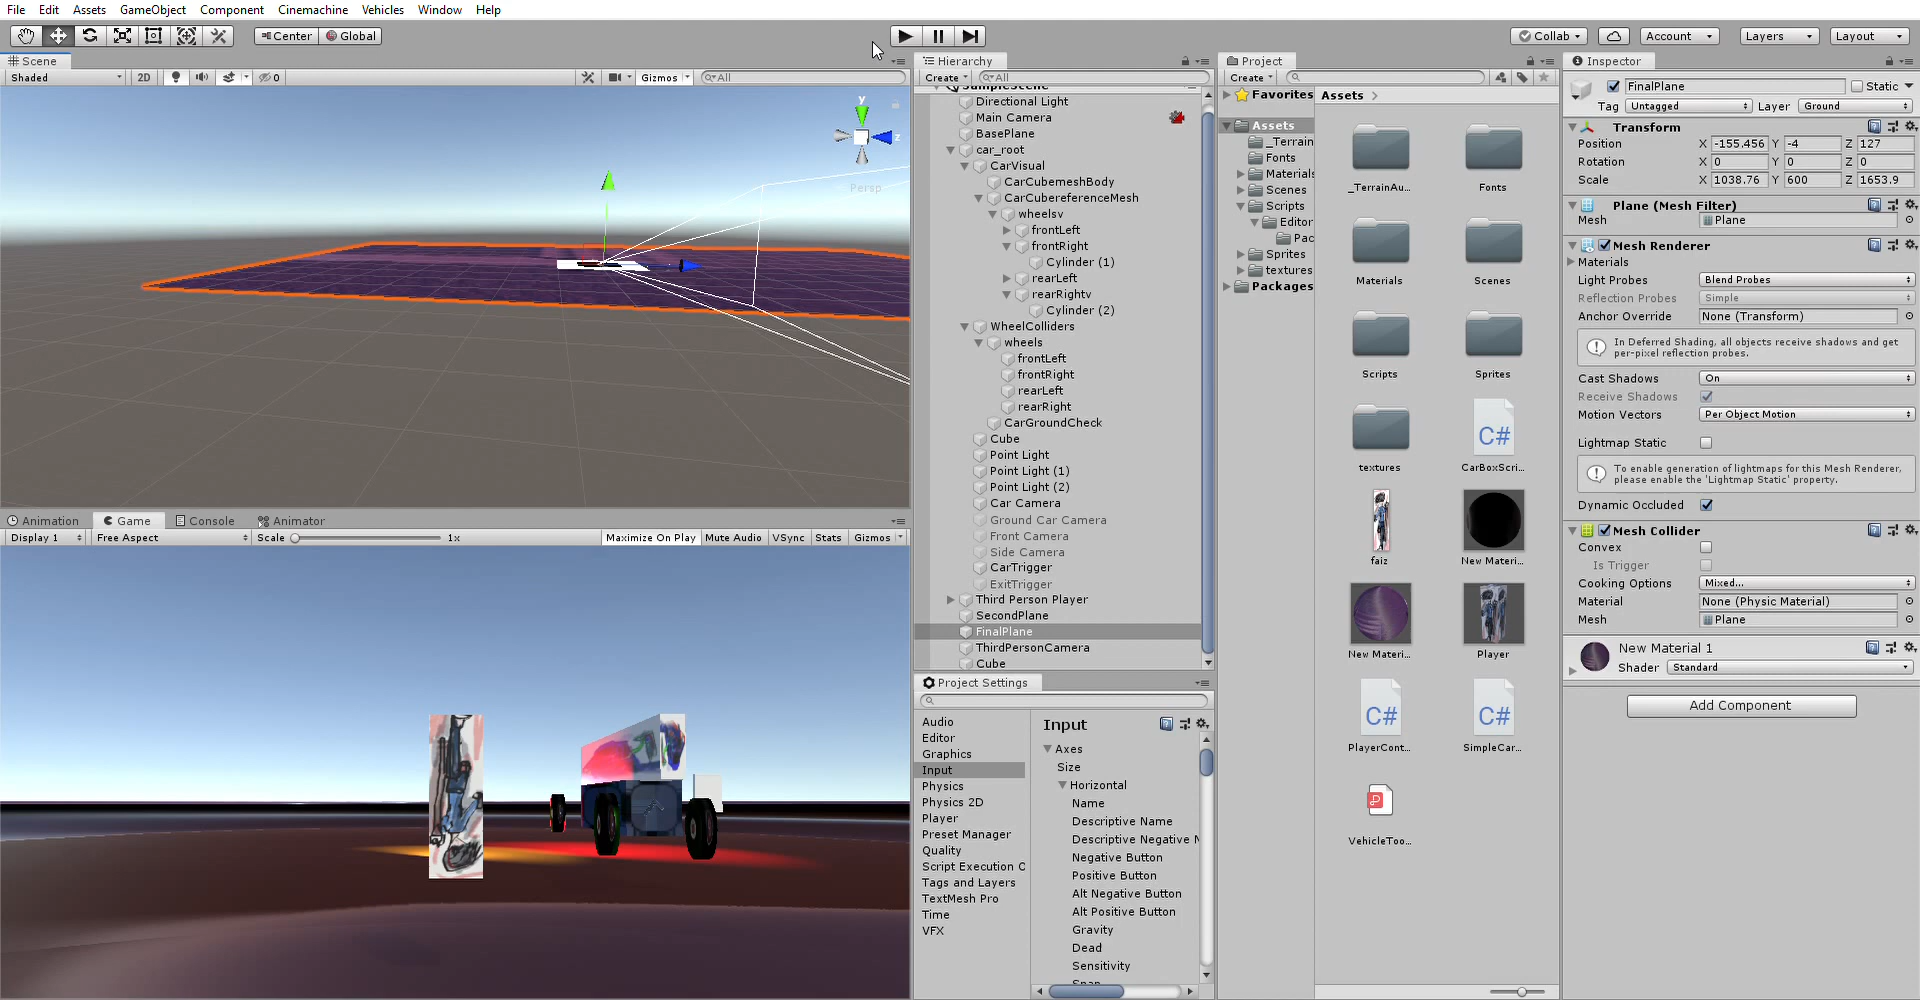 File Edit Assets GameObject Component Cinemachine Vehicles Window Help
Center Global
Collab Account Layers Layout
Scene
Shaded 2D 0 Gizmos All
y
z
Persp
Animation Game Console Animator
Display 1 Free Aspect Scale 1x Maximize On Play Mute Audio VSync Stats Gizmos
Hierarchy
Create All
SampleScene
Directional Light
Main Camera
BasePlane
car_root
CarVisual
CarCubemeshBody
CarCubereferenceMesh
wheelsv
frontLeft
frontRight
Cylinder (1)
rearLeft
rearRightv
Cylinder (2)
WheelColliders
wheels
frontLeft
frontRight
rearLeft
rearRight
CarGroundCheck
Cube
Point Light
Point Light (1)
Point Light (2)
Car Camera
Ground Car Camera
Front Camera
Side Camera
CarTrigger
ExitTrigger
Third Person Player
SecondPlane
FinalPlane
ThirdPersonCamera
Cube
Project Settings
Audio
Editor
Graphics
Input
Physics
Physics 2D
Player
Preset Manager
Quality
Script Execution O
Tags and Layers
TextMesh Pro
Time
VFX
Input
Axes
Size
Horizontal
Name
Descriptive Name
Descriptive Negative N
Negative Button
Positive Button
Alt Negative Button
Alt Positive Button
Gravity
Dead
Sensitivity
Snap
Project
Create
Favorites
Assets
_Terrain
Fonts
Materials
Scenes
Scripts
Editor
Pac
Sprites
textures
Packages
Assets
_TerrainAu... Fonts
Materials Scenes
Scripts Sprites
C#
textures CarBoxScri...
faiz New Materi...
New Materi... Player
C# C#
PlayerCont... SimpleCar...
VehicleToo...
Inspector
FinalPlane Static
Tag Untagged Layer Ground
Transform
Position X -155.456 Y -4 Z 127
Rotation X 0 Y 0 Z 0
Scale X 1038.76 Y 600 Z 1653.9
Plane (Mesh Filter)
Mesh Plane
Mesh Renderer
Materials
Light Probes Blend Probes
Reflection Probes Simple
Anchor Override None (Transform)
In Deferred Shading, all objects receive shadows and get
per-pixel reflection probes.
Cast Shadows On
Receive Shadows
Motion Vectors Per Object Motion
Lightmap Static
To enable generation of lightmaps for this Mesh Renderer,
please enable the 'Lightmap Static' property.
Dynamic Occluded
Mesh Collider
Convex
Is Trigger
Cooking Options Mixed...
Material None (Physic Material)
Mesh Plane
New Material 1
Shader Standard
Add Component